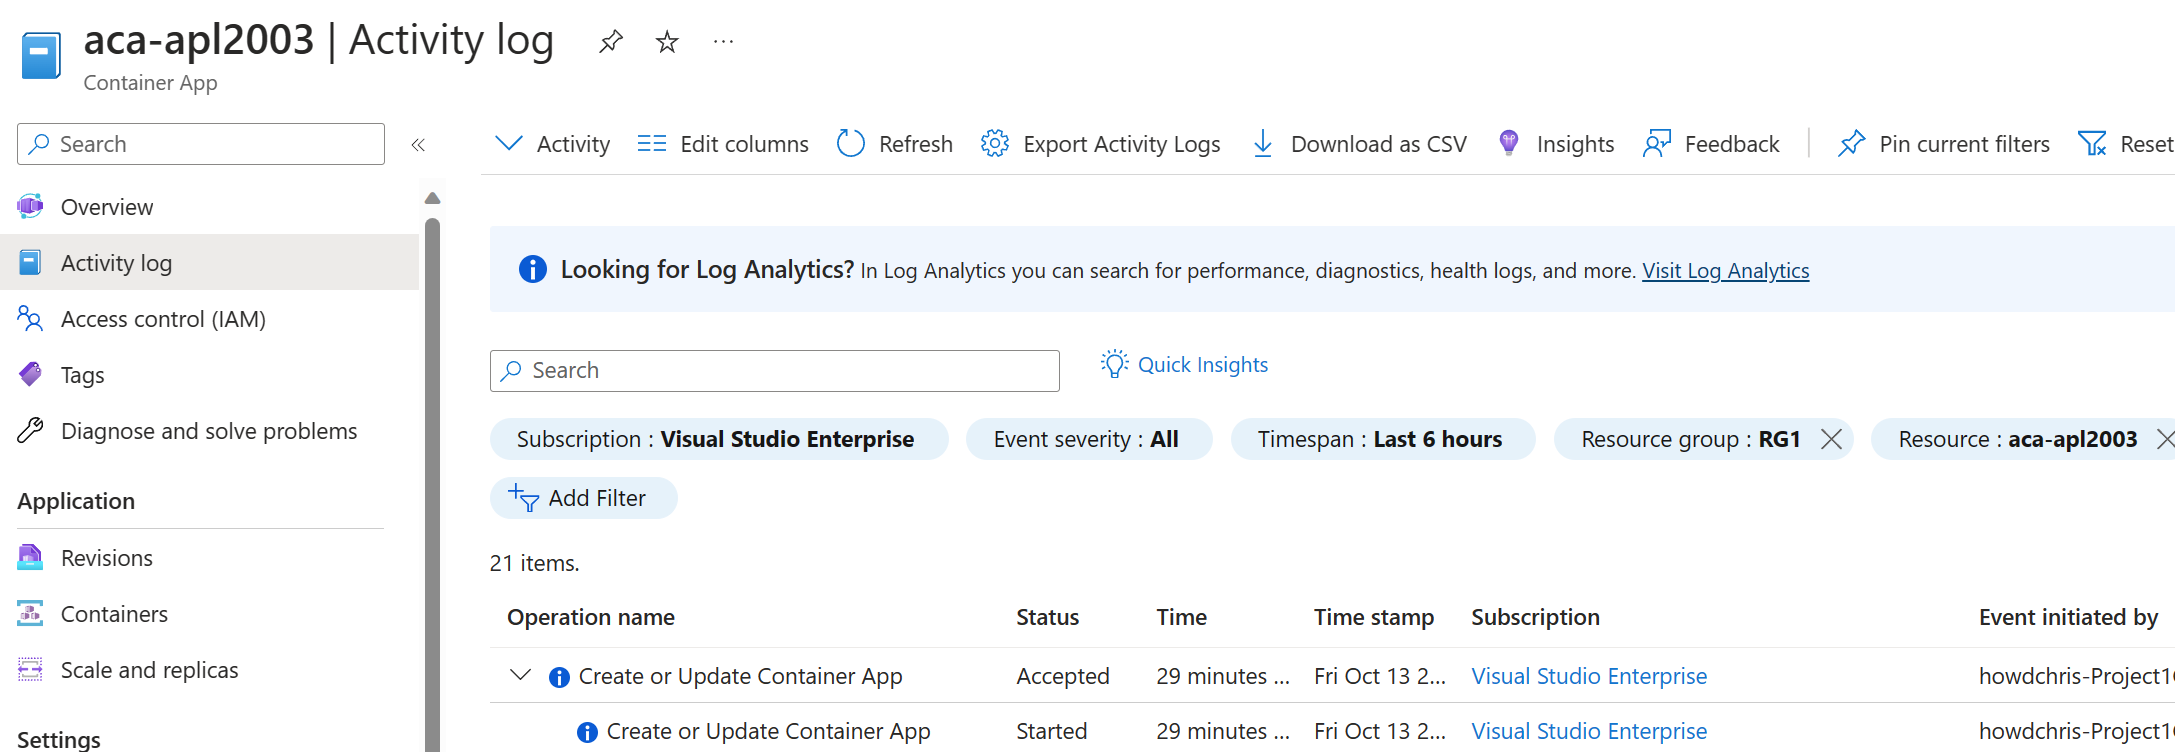 aca-apl2003 | Activity log
Container App
Search
Overview
Activity log
Access control (IAM)
Tags
Diagnose and solve problems
Application
Revisions
Containers
Scale and replicas
Settings
Activity Edit columns Refresh Export Activity Logs Download as CSV Insights Feedback Pin current filters Reset
Looking for Log Analytics? In Log Analytics you can search for performance, diagnostics, health logs, and more. Visit Log Analytics
Search Quick Insights
Subscription : Visual Studio Enterprise Event severity : All Timespan : Last 6 hours Resource group : RG1 Resource : aca-apl2003
Add Filter
21 items.
Operation name Status Time Time stamp Subscription Event initiated by
Create or Update Container App Accepted 29 minutes ... Fri Oct 13 2... Visual Studio Enterprise howdchris-Project1
Create or Update Container App Started 29 minutes ... Fri Oct 13 2... Visual Studio Enterprise howdchris-Project1